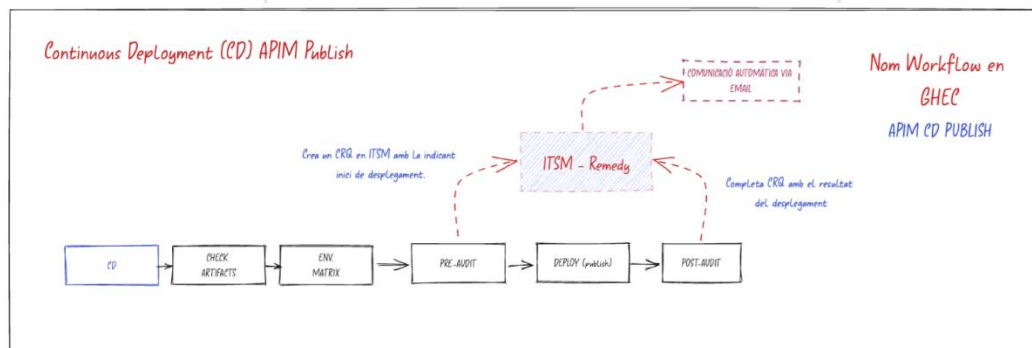 Continuous Deployment (CD) APIM Publish
Nom Workflow en
GHEC
APIM CD PUBLISH
COMUNICACIÓ AUTOMÀTICA VIA
EMAIL
Crea un CRQ en ITSM amb la indicant
inici de desplegament.
ITSM - Remedy
Completa CRQ amb el resultat
del desplegament
CD
CHECK
ARTIFACTS
ENV.
MATRIX
PRE-AUDIT
DEPLOY (publish)
POST-AUDIT